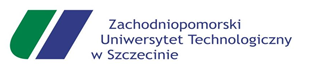 Zachodniopomorski
Uniwersytet Technologiczny
w Szczecinie